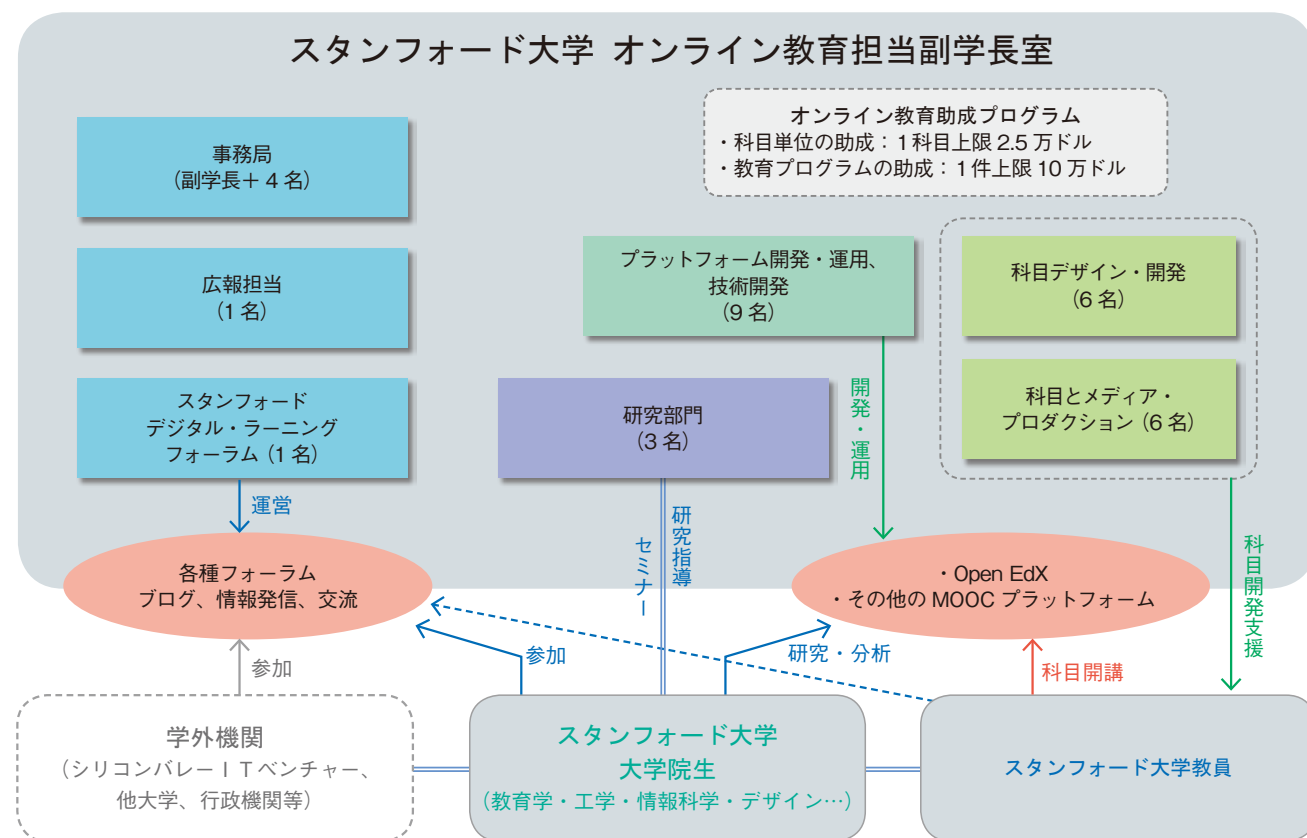 スタンフォード大学 オンライン教育担当副学長室
オンライン教育助成プログラム
・科目単位の助成：1科目上限 2.5 万ドル
・教育プログラムの助成：1件上限 10 万ドル
事務局
（副学長＋ 4 名）
広報担当
（1 名）
スタンフォード
デジタル・ラーニング
フォーラム（1 名）
プラットフォーム開発・運用、
技術開発
（9 名）
研究部門
（3 名）
科目デザイン・開発
（6 名）
科目とメディア・
プロダクション（6 名）
運営
セミナー
研究指導
開発・運用
科目開発支援
各種フォーラム
ブログ、情報発信、交流
・Open EdX
・その他の MOOC プラットフォーム
参加
参加
研究・分析
科目開講
学外機関
（シリコンバレーＩＴベンチャー、
他大学、行政機関等）
スタンフォード大学
大学院生
（教育学・工学・情報科学・デザイン…）
スタンフォード大学教員